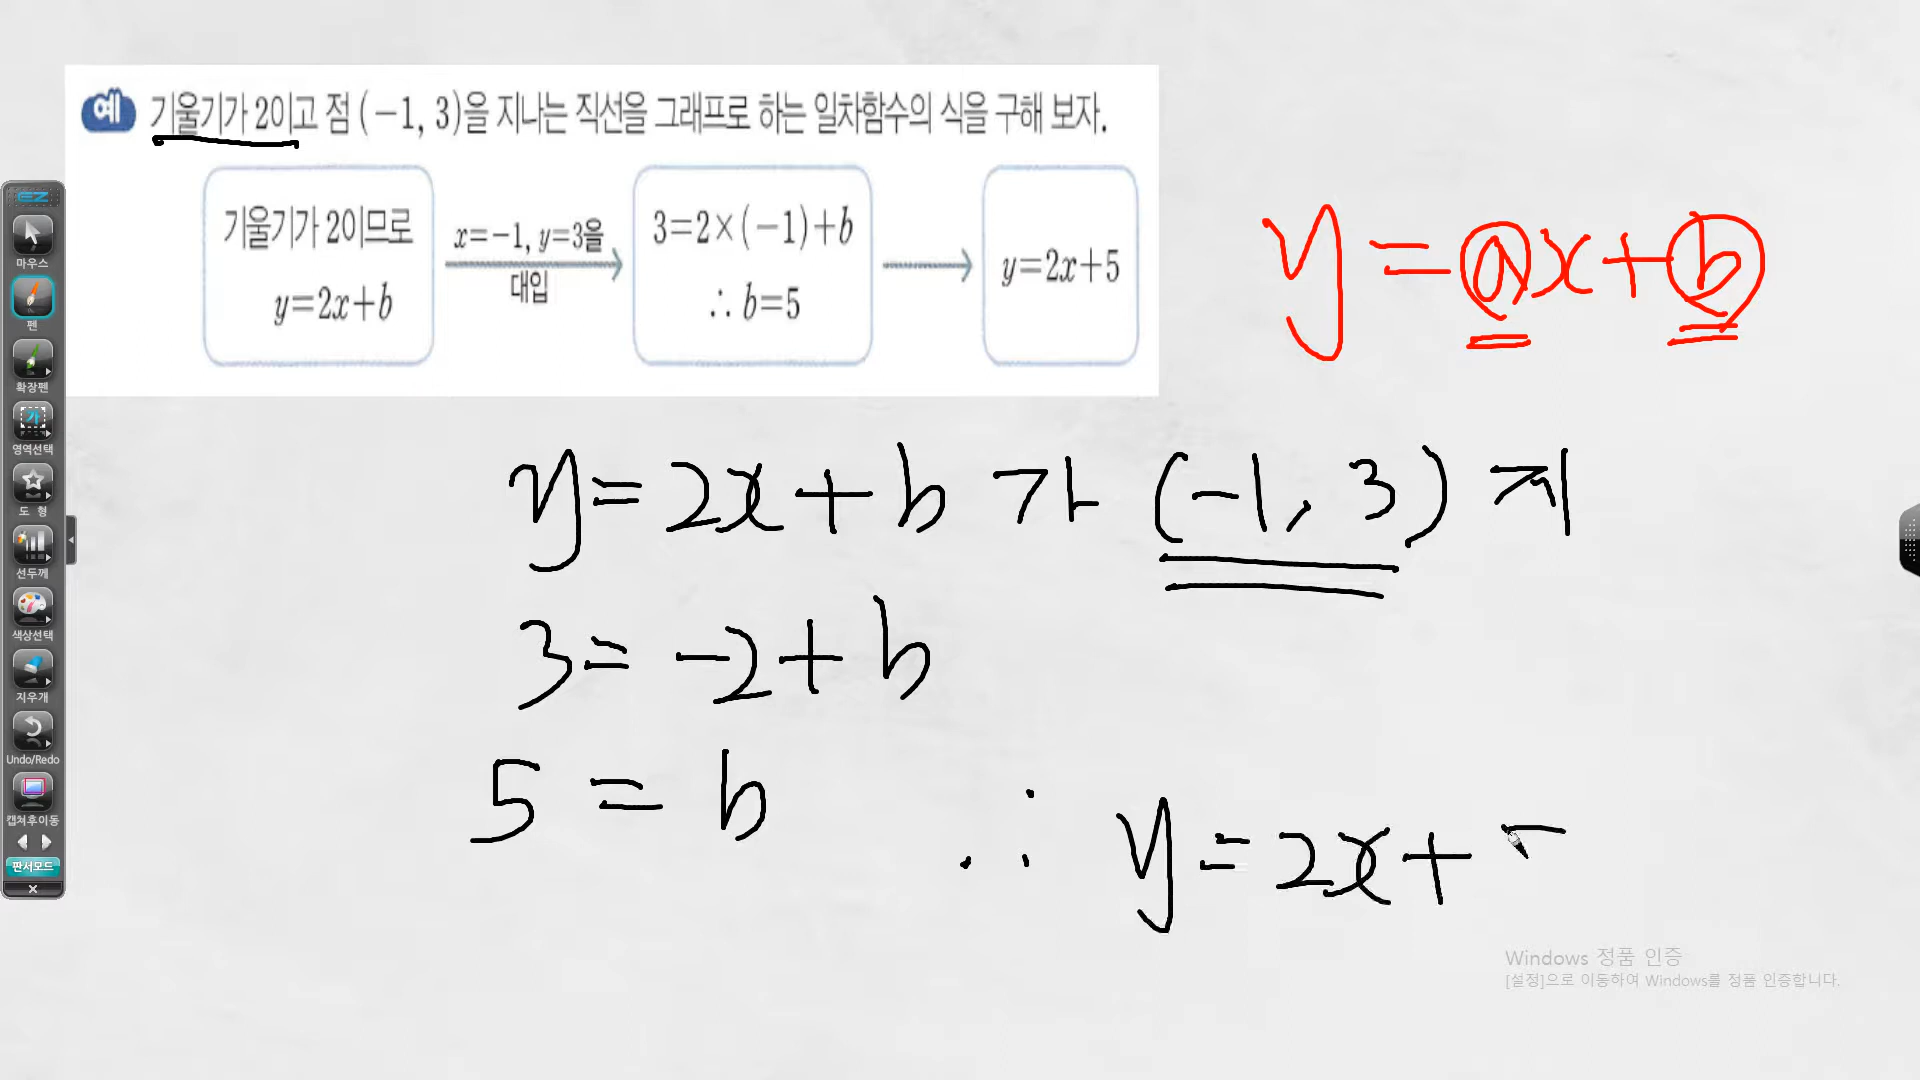 예 기울기가 2이고 점 (−1, 3)을 지나는 직선을 그래프로 하는 일차함수의 식을 구해 보자.
기울기가 2이므로
y=2x+b
x=−1, y=3을
대입
3=2×(−1)+b
∴ b=5
y=2x+5
y=ax+b
y=2x+b 가 (-1, 3) 지
3=-2+b
5=b
∴ y=2x+
EZ
마우스
펜
확장펜
가
영역선택
도 형
선두께
색상선택
지우개
Undo/Redo
캡쳐후이동
판서모드
x
Windows 정품 인증
[설정]으로 이동하여 Windows를 정품 인증합니다.